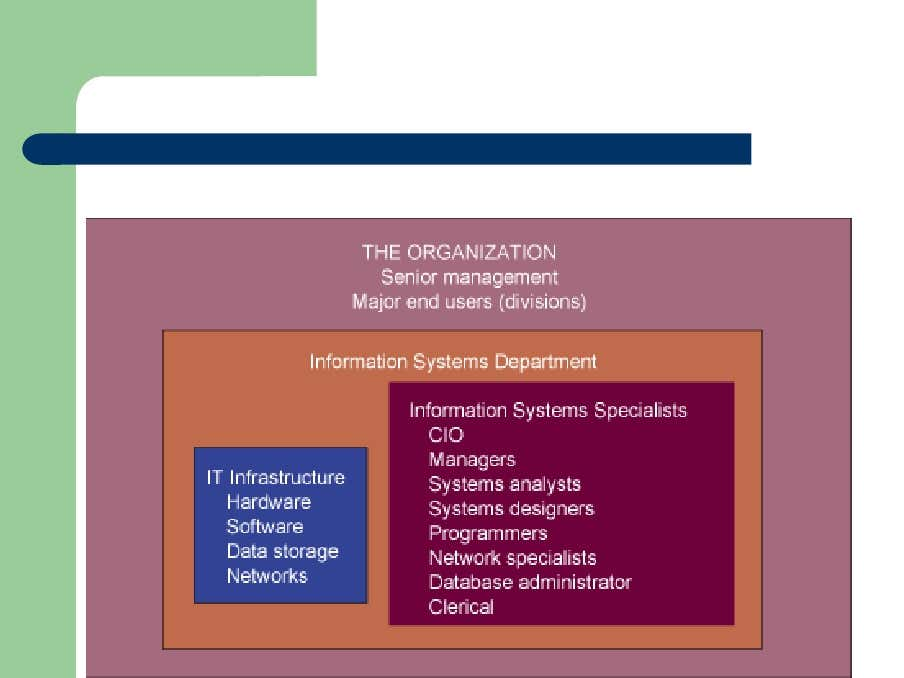 THE ORGANIZATION
Senior management
Major end users (divisions)
Information Systems Department
IT Infrastructure
Hardware
Software
Data storage
Networks
Information Systems Specialists
CIO
Managers
Systems analysts
Systems designers
Programmers
Network specialists
Database administrator
Clerical